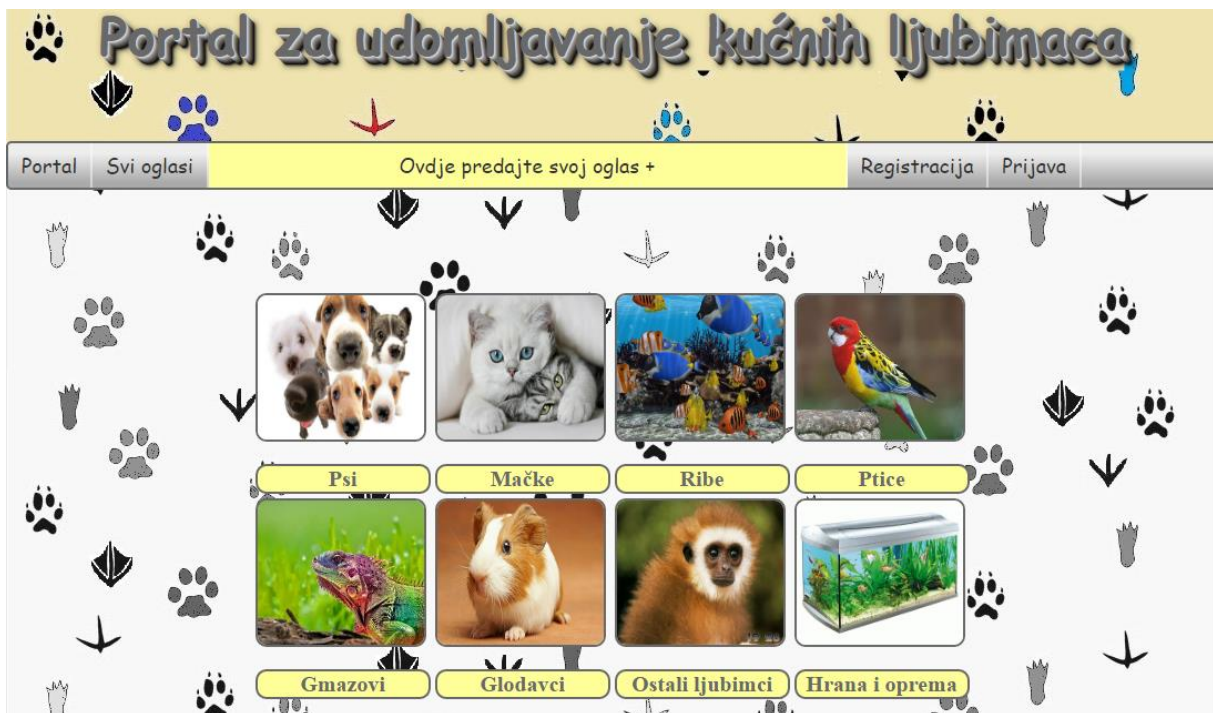 Portal za udomljavanje kućnih ljubimaca
Portal Svi oglasi Ovdje predajte svoj oglas + Registracija Prijava
Psi Mačke Ribe Ptice
Gmazovi Glodavci Ostali ljubimci Hrana i oprema